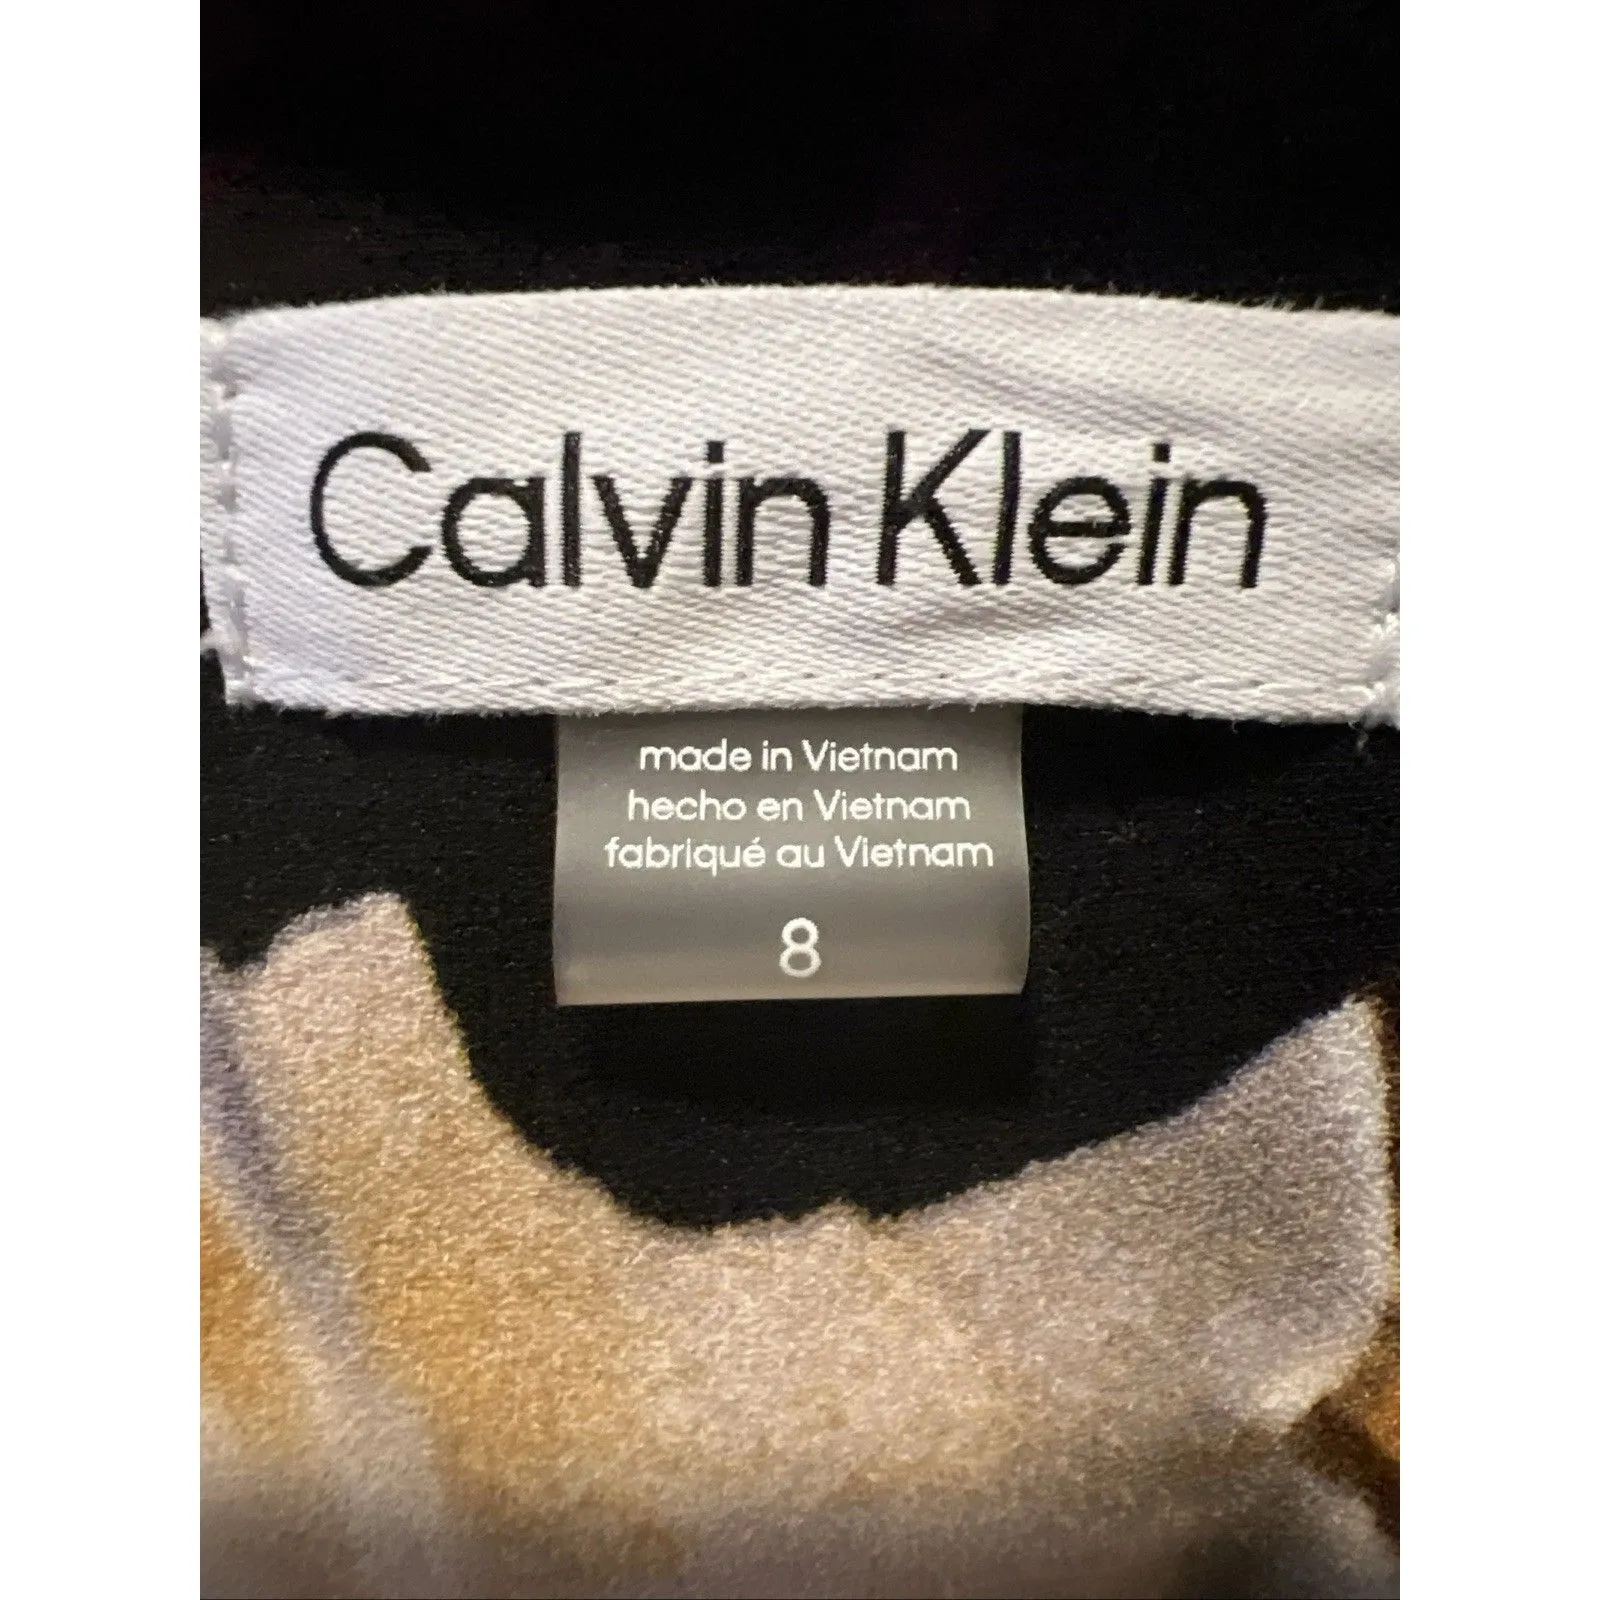 Calvin Klein
made in Vietnam
hecho en Vietnam
fabriqué au Vietnam
8